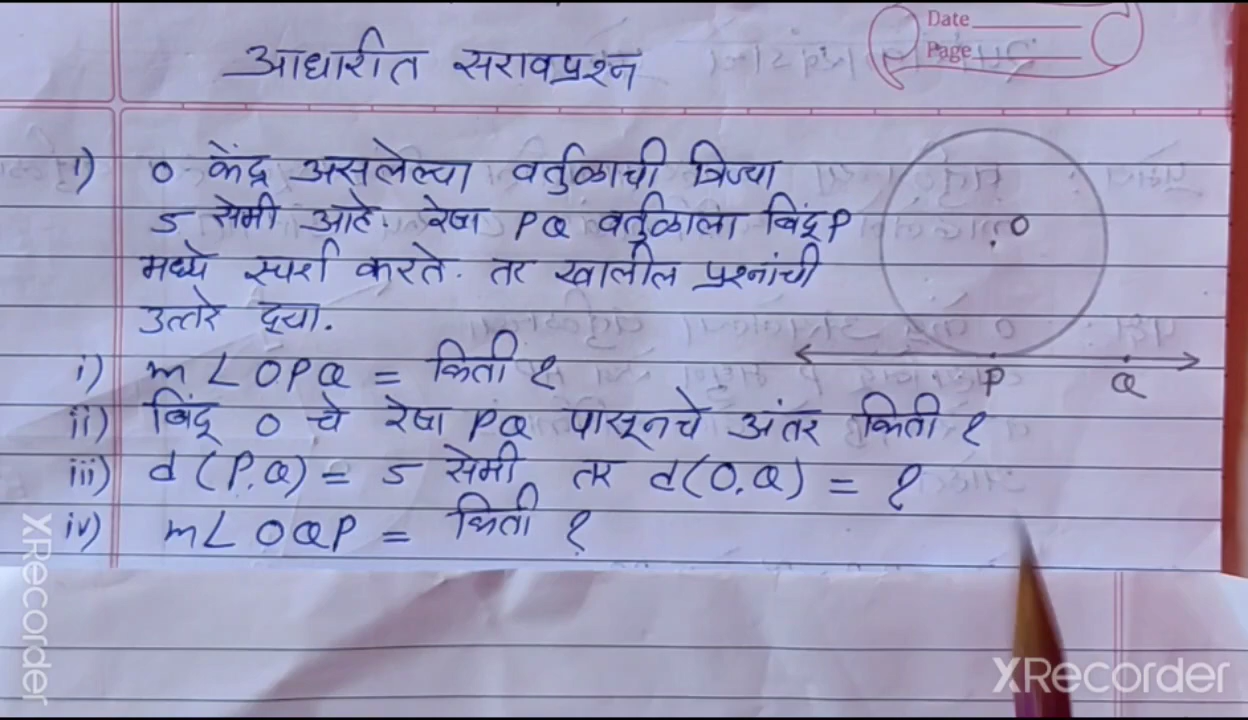 Date
Page
आधारीत सरावप्रश्न
1) O केंद्र असलेल्या वर्तुळाची त्रिज्या
5 सेमी आहे. रेषा PQ वर्तुळाला बिंदू P
मध्ये स्पर्श करते. तर खालील प्रश्नांची
उत्तरे द्या.
O
P Q
i) m∠OPQ = किती ?
ii) बिंदू O चे रेषा PQ पासूनचे अंतर किती ?
iii) d(P.Q) = 5 सेमी तर d(O.Q) = ?
iv) m∠OQP = किती ?
XRecorder
XRecorder